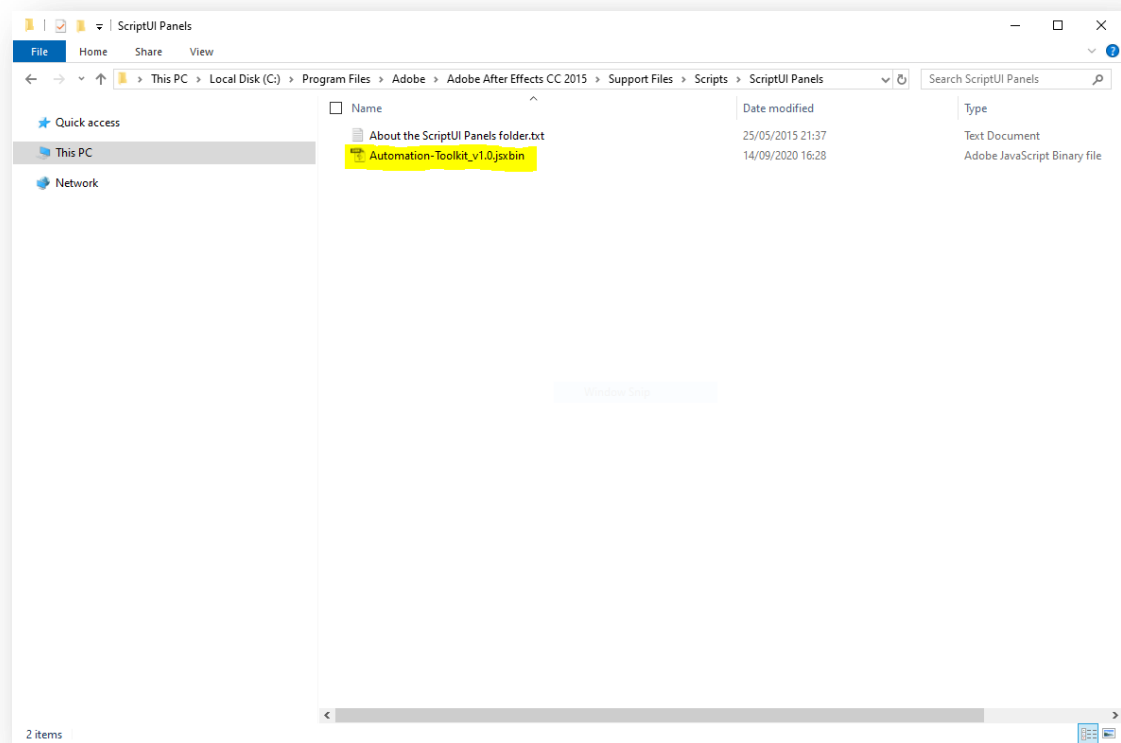 ScriptUI Panels
File Home Share View
This PC > Local Disk (C:) > Program Files > Adobe > Adobe After Effects CC 2015 > Support Files > Scripts > ScriptUI Panels
Search ScriptUI Panels
Name Date modified Type
Quick access
This PC
Network
About the ScriptUI Panels folder.txt 25/05/2015 21:37 Text Document
Automation-Toolkit_v1.0.jsxbin 14/09/2020 16:28 Adobe JavaScript Binary file
Window Snip
2 items